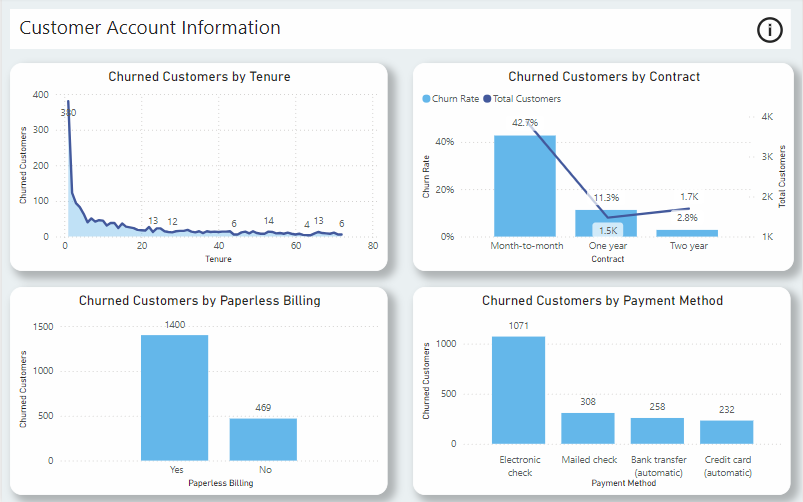 Customer Account Information
i
Churned Customers by Tenure
Churned Customers
400
300
200
100
0
380
13
12
6
14
4
13
6
0
20
40
60
80
Tenure
Churned Customers by Contract
Churn Rate
Total Customers
Churn Rate
40%
20%
0%
42.7%
11.3%
1.5K
1.7K
2.8%
4K
3K
2K
1K
Total Customers
Month-to-month
One year
Two year
Contract
Churned Customers by Paperless Billing
Churned Customers
1500
1000
500
0
1400
469
Yes
No
Paperless Billing
Churned Customers by Payment Method
Churned Customers
1000
500
0
1071
308
258
232
Electronic
check
Mailed check
Bank transfer
(automatic)
Credit card
(automatic)
Payment Method